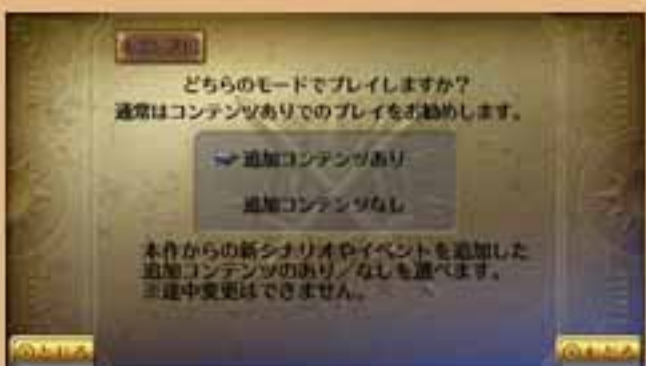 どちらのモードでプレイしますか?
通常はコンテンツありでのプレイをお勧めします。
追加コンテンツあり
追加コンテンツなし
本作からの新シナリオやイベントを追加した
追加コンテンツのあり/なしを選べます。
※途中変更はできません。